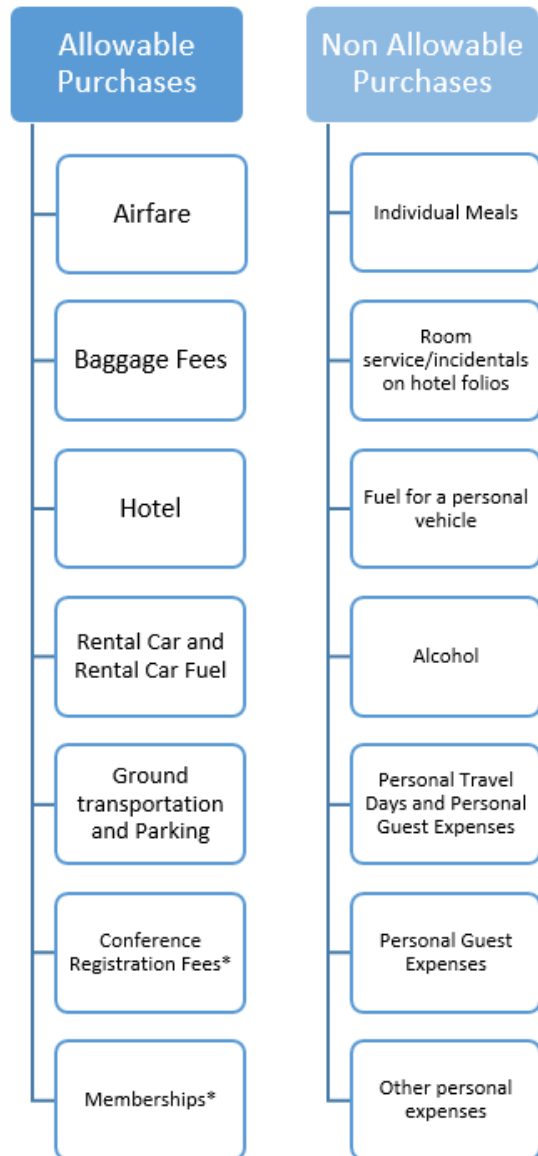 Allowable
Purchases
Airfare
Baggage Fees
Hotel
Rental Car and
Rental Car Fuel
Ground
transportation
and Parking
Conference
Registration Fees*
Memberships*
Non Allowable
Purchases
Individual Meals
Room
service/incidentals
on hotel folios
Fuel for a personal
vehicle
Alcohol
Personal Travel
Days and Personal
Guest Expenses
Personal Guest
Expenses
Other personal
expenses